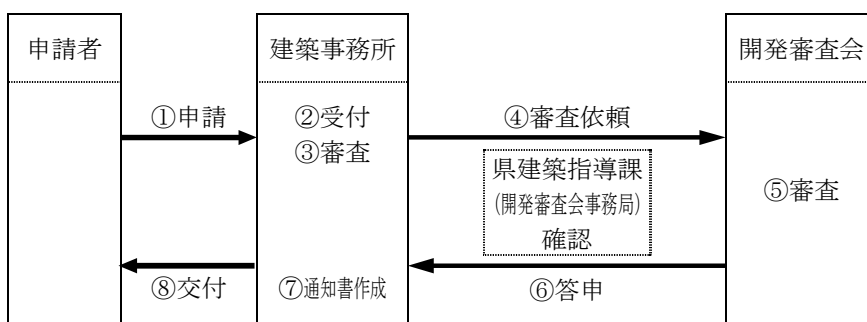 申請者
建築事務所
開発審査会
①申請
②受付
③審査
④審査依頼
県建築指導課
(開発審査会事務局)
確認
⑤審査
⑧交付
⑦通知書作成
⑥答申